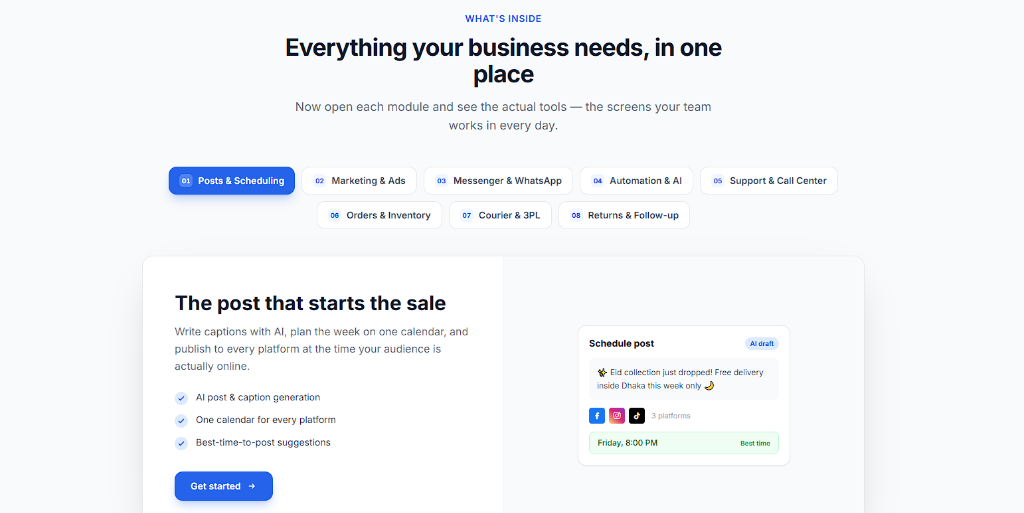 WHAT'S INSIDE
Everything your business needs, in one
place
Now open each module and see the actual tools — the screens your team
works in every day.
01 Posts & Scheduling
02 Marketing & Ads
03 Messenger & WhatsApp
04 Automation & AI
05 Support & Call Center
06 Orders & Inventory
07 Courier & 3PL
08 Returns & Follow-up
The post that starts the sale
Write captions with AI, plan the week on one calendar, and
publish to every platform at the time your audience is
actually online.
AI post & caption generation
One calendar for every platform
Best-time-to-post suggestions
Get started →
Schedule post
AI draft
✨ Eid collection just dropped! Free delivery
inside Dhaka this week only 🌙
3 platforms
Friday, 8:00 PM
Best time